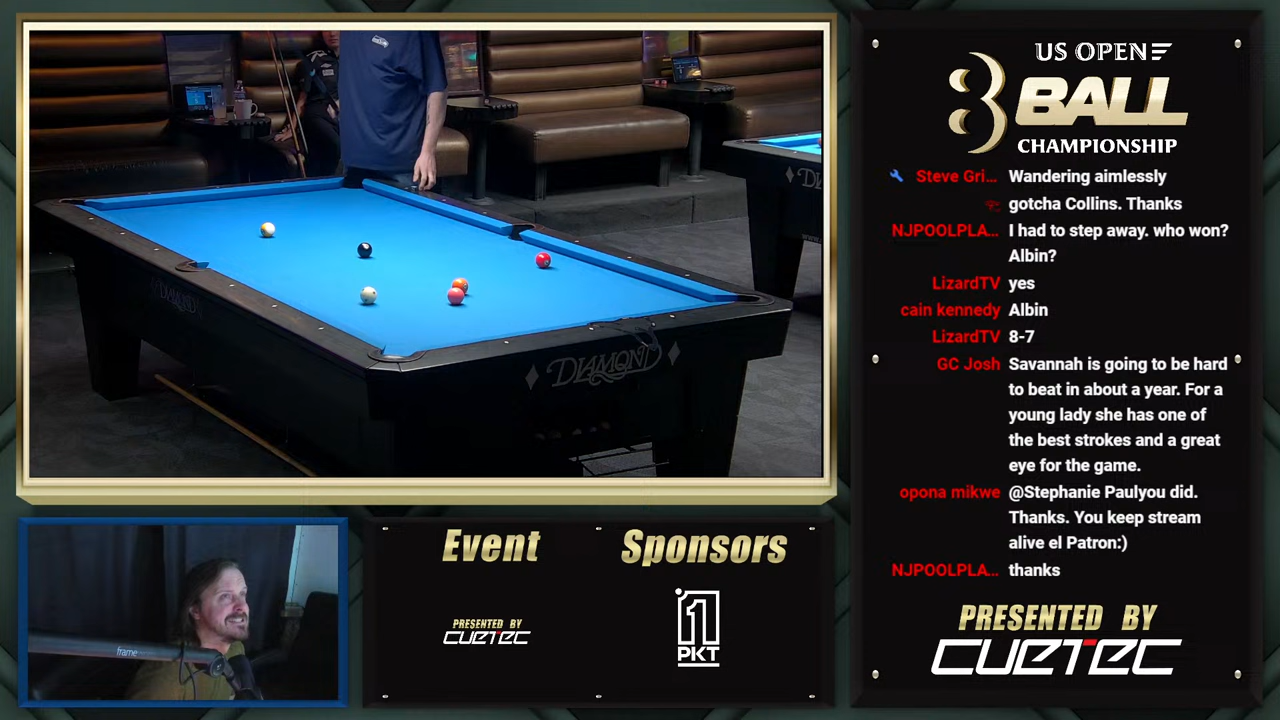 US OPEN
8 BALL
CHAMPIONSHIP
Steve Gri... Wandering aimlessly
gotcha Collins. Thanks
NJPOOLPLA... I had to step away. who won?
Albin?
LizardTV yes
cain kennedy Albin
LizardTV 8-7
GC Josh Savannah is going to be hard
to beat in about a year. For a
young lady she has one of
the best strokes and a great
eye for the game.
opona mikwe @Stephanie Paulyou did.
Thanks. You keep stream
alive el Patron:)
NJPOOLPLA... thanks
PRESENTED BY
CUETEC
DIAMOND
DIAMOND
frame
Event Sponsors
PRESENTED BY
CUETEC
1
PKT